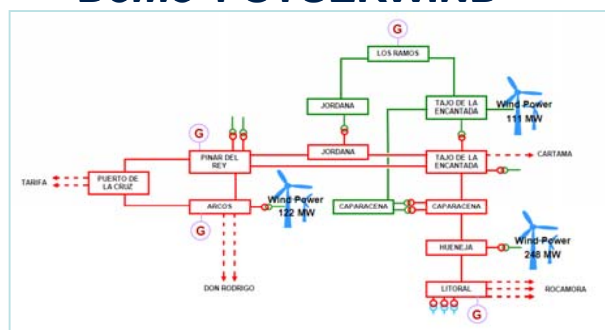 G
LOS RAMOS
JORDANA
TAJO DE LA
ENCANTADA
Wind Power
111 MW
G
PINAR DEL
REY
JORDANA
TAJO DE LA
ENCANTADA
CARTAMA
TARIFA
PUERTO DE
LA CRUZ
ARCOS
Wind Power
122 MW
CAPARACENA
CAPARACENA
G
HUENEJA
Wind Power
248 MW
DON RODRIGO
LITORAL
ROCAMORA
G